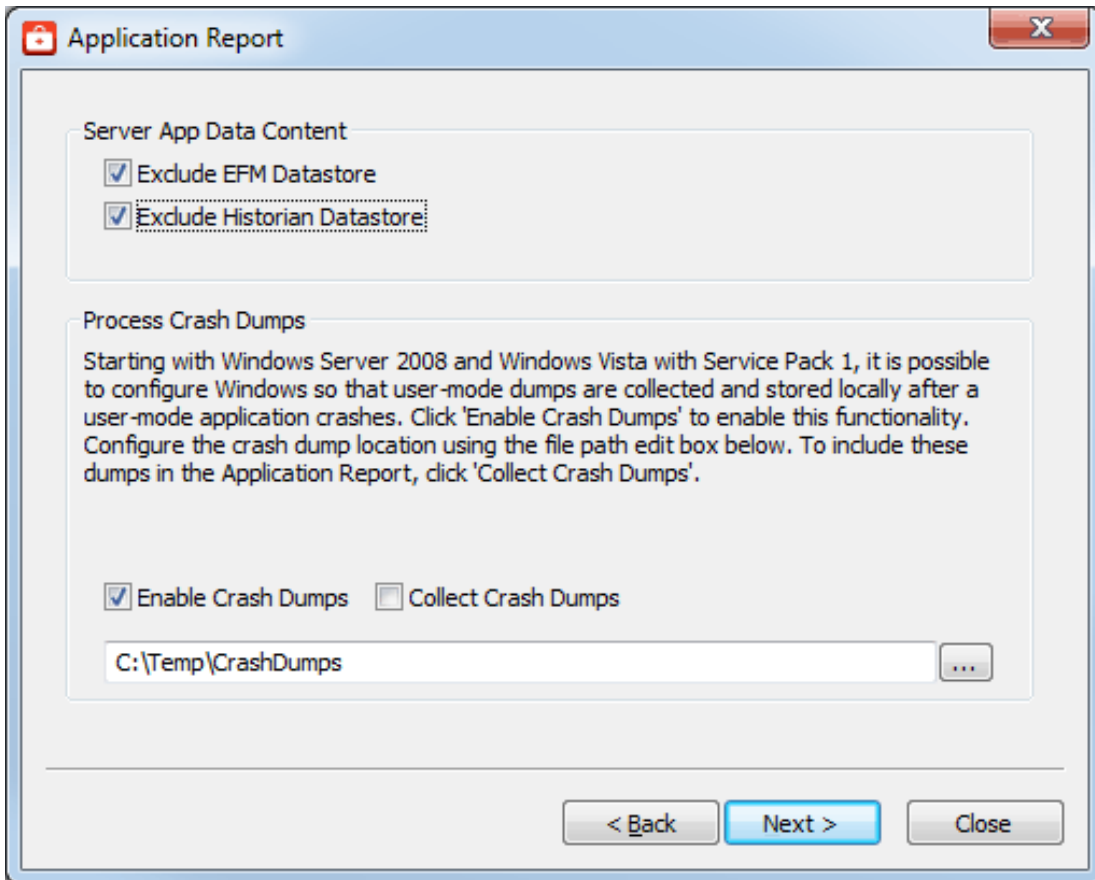 Application Report
Server App Data Content
Exclude EFM Datastore
Exclude Historian Datastore
Process Crash Dumps
Starting with Windows Server 2008 and Windows Vista with Service Pack 1, it is possible
to configure Windows so that user-mode dumps are collected and stored locally after a
user-mode application crashes. Click 'Enable Crash Dumps' to enable this functionality.
Configure the crash dump location using the file path edit box below. To include these
dumps in the Application Report, click 'Collect Crash Dumps'.
Enable Crash Dumps Collect Crash Dumps
C:\Temp\CrashDumps ...
< Back Next > Close